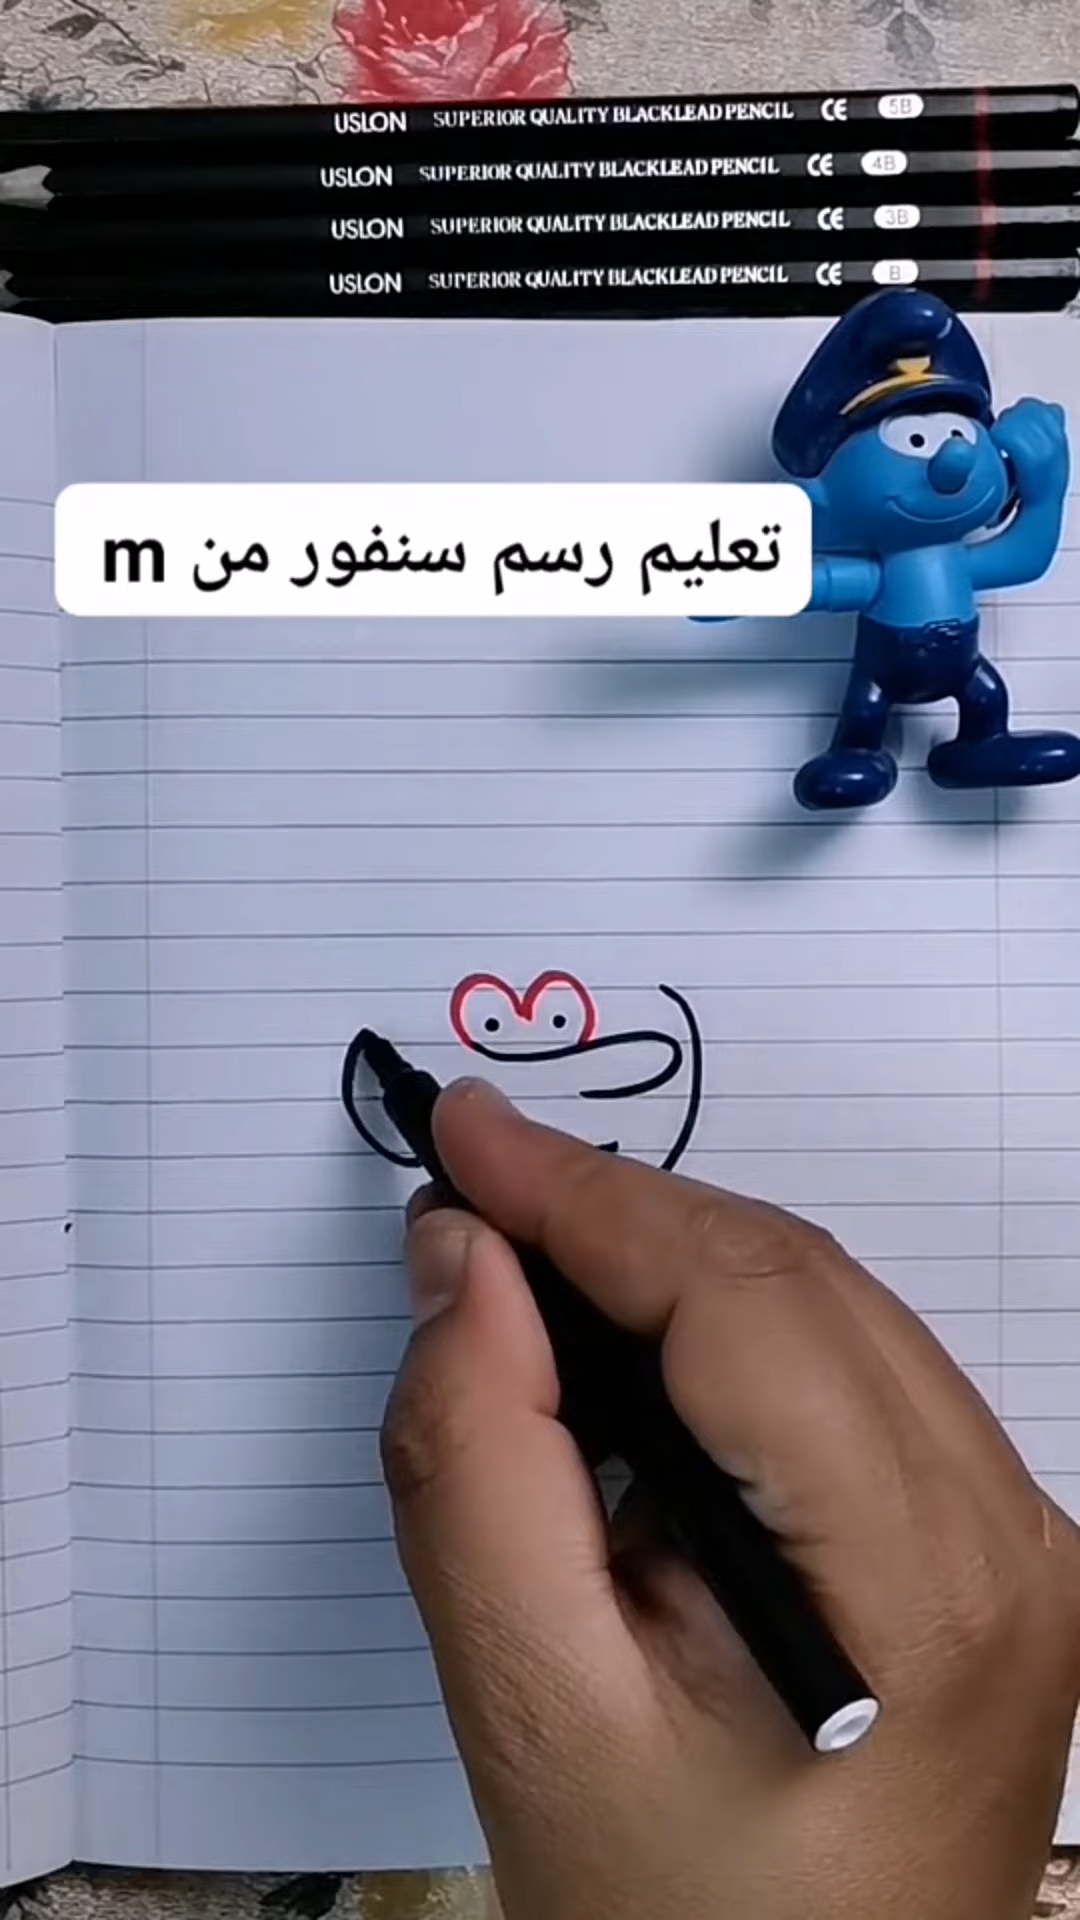 USLON SUPERIOR QUALITY BLACKLEAD PENCIL CE 5B
USLON SUPERIOR QUALITY BLACKLEAD PENCIL CE 4B
USLON SUPERIOR QUALITY BLACKLEAD PENCIL CE 3B
USLON SUPERIOR QUALITY BLACKLEAD PENCIL CE B
تعليم رسم سنفور من m